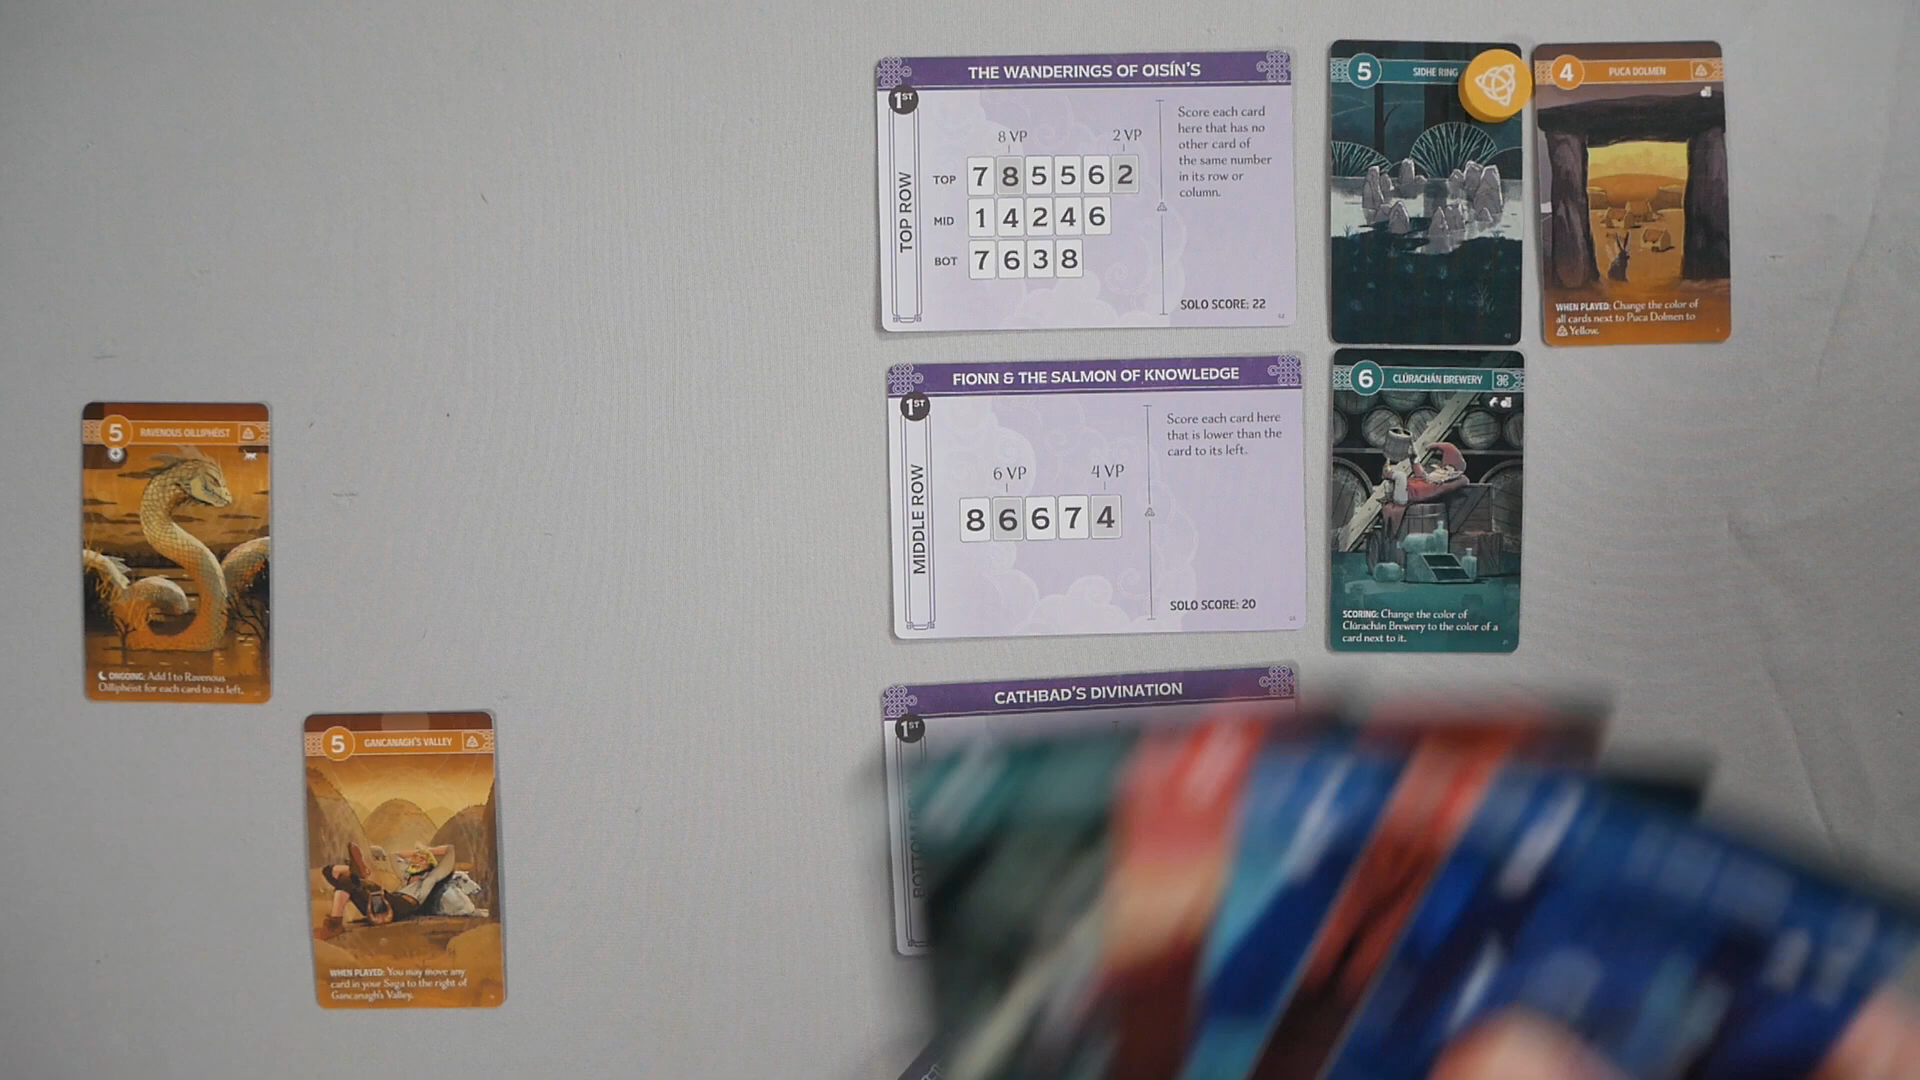 5 RAVENOUS OILLIPHÉIST
ONGOING: Add 1 to Ravenous
Oilliphéist for each card to its left.
5 GANCANAGH'S VALLEY
WHEN PLAYED: You may move any
card in your Saga to the right of
Gancanagh's Valley.
THE WANDERINGS OF OISÍN'S
1ST
TOP ROW
8 VP 2 VP
TOP 7 8 5 5 6 2
MID 1 4 2 4 6
BOT 7 6 3 8
Score each card
here that has no
other card of
the same number
in its row or
column.
SOLO SCORE: 22
FIONN & THE SALMON OF KNOWLEDGE
1ST
MIDDLE ROW
6 VP 4 VP
8 6 6 7 4
Score each card here
that is lower than the
card to its left.
SOLO SCORE: 20
CATHBAD'S DIVINATION
1ST
5 SIDHE RING
4 PUCA DOLMEN
WHEN PLAYED: Change the color of
all cards next to Puca Dolmen to
Yellow.
6 CLÚRACHÁN BREWERY
SCORING: Change the color of
Clúrachán Brewery to the color of a
card next to it.